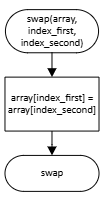 swap(array,
index_first,
index_second)
array[index_first] =
array[index_second]
swap